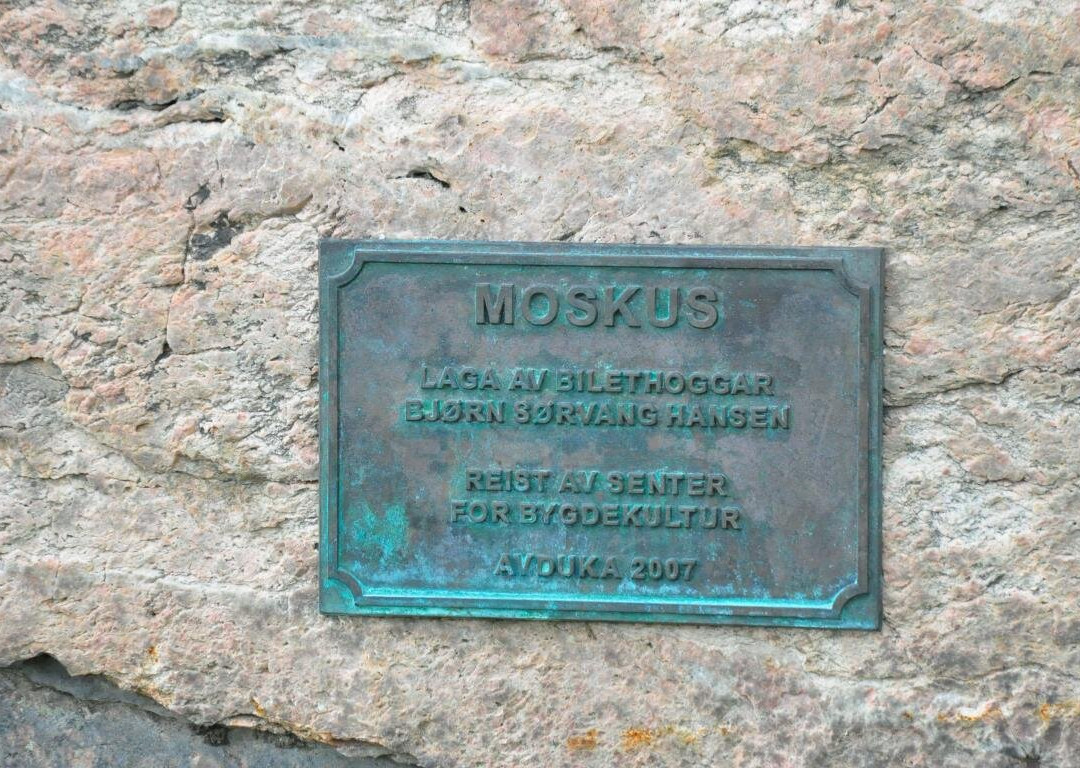 MOSKUS
LAGA AV BILETHOGGAR
BJØRN SØRVANG HANSEN
REIST AV SENTER
FOR BYGDEKULTUR
AVDUKA 2007